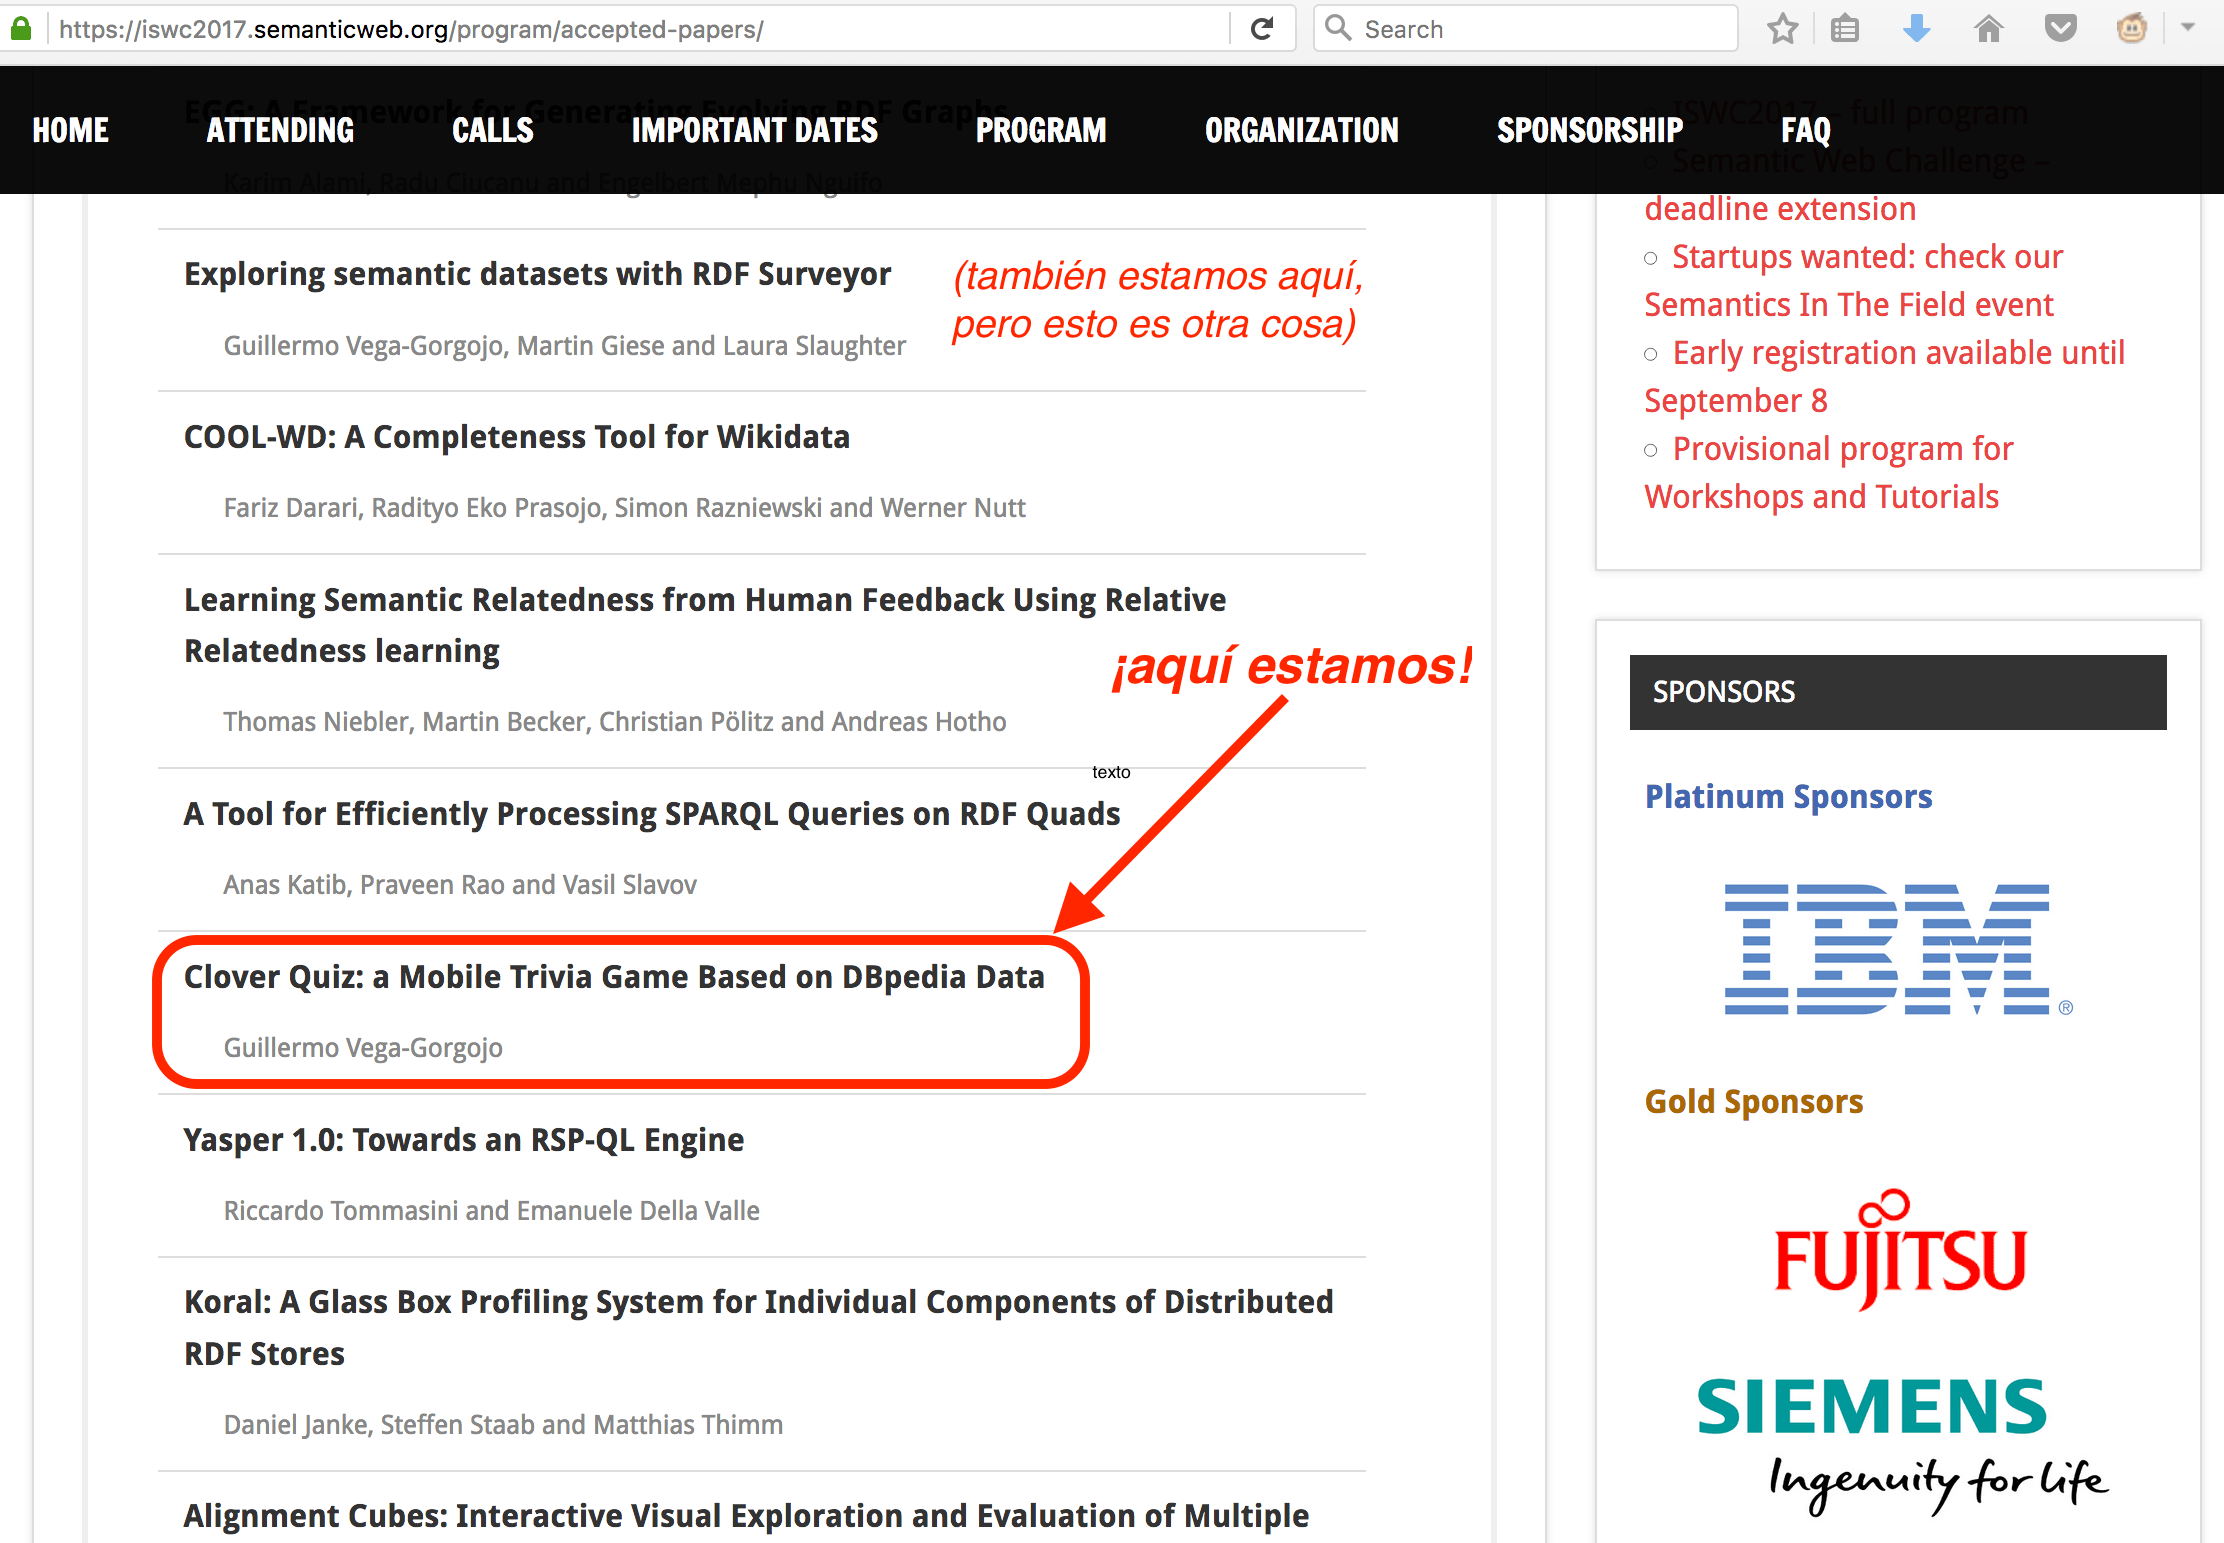 https://iswc2017.semanticweb.org/program/accepted-papers/
Search
HOME ATTENDING CALLS IMPORTANT DATES PROGRAM ORGANIZATION SPONSORSHIP FAQ
EGG: A Framework for Generating Evolving RDF Graphs
Karim Alami, Radu Ciucanu and Engelbert Mephu Nguifo
Exploring semantic datasets with RDF Surveyor
(también estamos aquí,
pero esto es otra cosa)
Guillermo Vega-Gorgojo, Martin Giese and Laura Slaughter
COOL-WD: A Completeness Tool for Wikidata
Fariz Darari, Radityo Eko Prasojo, Simon Razniewski and Werner Nutt
Learning Semantic Relatedness from Human Feedback Using Relative
Relatedness learning
¡aquí estamos!
Thomas Niebler, Martin Becker, Christian Pölitz and Andreas Hotho
texto
A Tool for Efficiently Processing SPARQL Queries on RDF Quads
Anas Katib, Praveen Rao and Vasil Slavov
Clover Quiz: a Mobile Trivia Game Based on DBpedia Data
Guillermo Vega-Gorgojo
Yasper 1.0: Towards an RSP-QL Engine
Riccardo Tommasini and Emanuele Della Valle
Koral: A Glass Box Profiling System for Individual Components of Distributed
RDF Stores
Daniel Janke, Steffen Staab and Matthias Thimm
Alignment Cubes: Interactive Visual Exploration and Evaluation of Multiple
ISWC2017 – full program
Semantic Web Challenge –
deadline extension
Startups wanted: check our
Semantics In The Field event
Early registration available until
September 8
Provisional program for
Workshops and Tutorials
SPONSORS
Platinum Sponsors
IBM®
Gold Sponsors
FUJITSU
SIEMENS
Ingenuity for life